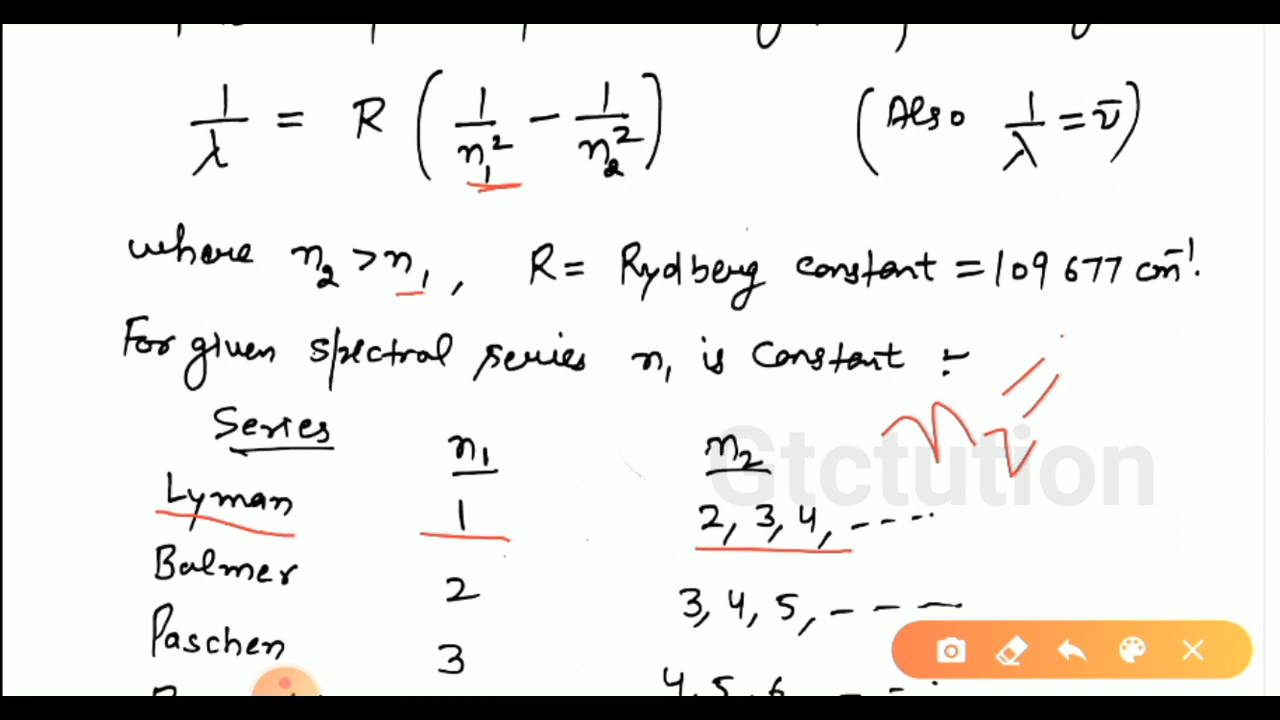 1/λ = R ( 1/n₁² − 1/n₂² ) (Also 1/λ = ν̄)
where n₂ > n₁, R = Rydberg constant = 109677 cm⁻¹.
For given spectral series n₁ is constant :-
Series n₁ n₂
Gtctution
Lyman 1 2, 3, 4, ----
Balmer 2 3, 4, 5, ---
Paschen 3 4, 5, 6, ---